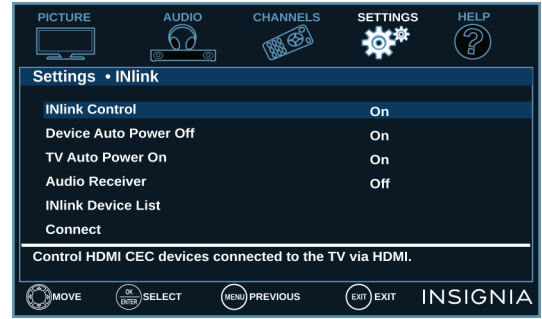 PICTURE AUDIO CHANNELS SETTINGS HELP
Settings • INlink
INlink Control On
Device Auto Power Off On
TV Auto Power On On
Audio Receiver Off
INlink Device List
Connect
Control HDMI CEC devices connected to the TV via HDMI.
MOVE OK ENTER SELECT MENU PREVIOUS EXIT EXIT INSIGNIA